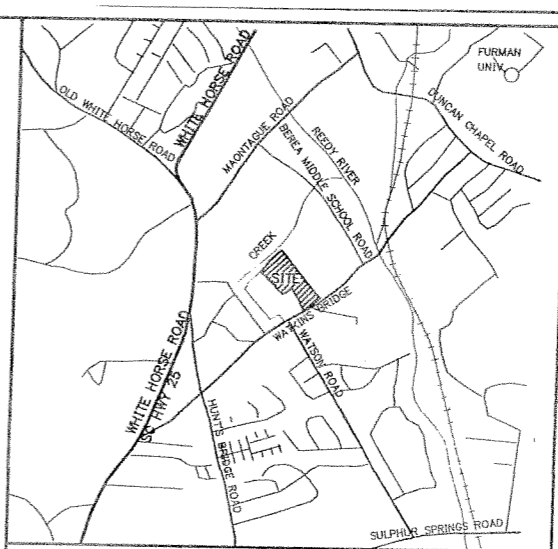 FURMAN
UNIV.
OLD WHITE HORSE ROAD
WHITE HORSE ROAD
DUNCAN CHAPEL ROAD
MAONTAGUE ROAD
REEDY RIVER
BEREA MIDDLE SCHOOL ROAD
CREEK
SITE
WATKINS BRIDGE
WHITE HORSE ROAD
SC HWY 25
WATSON ROAD
HUNTS BRIDGE ROAD
SULPHUR SPRINGS ROAD